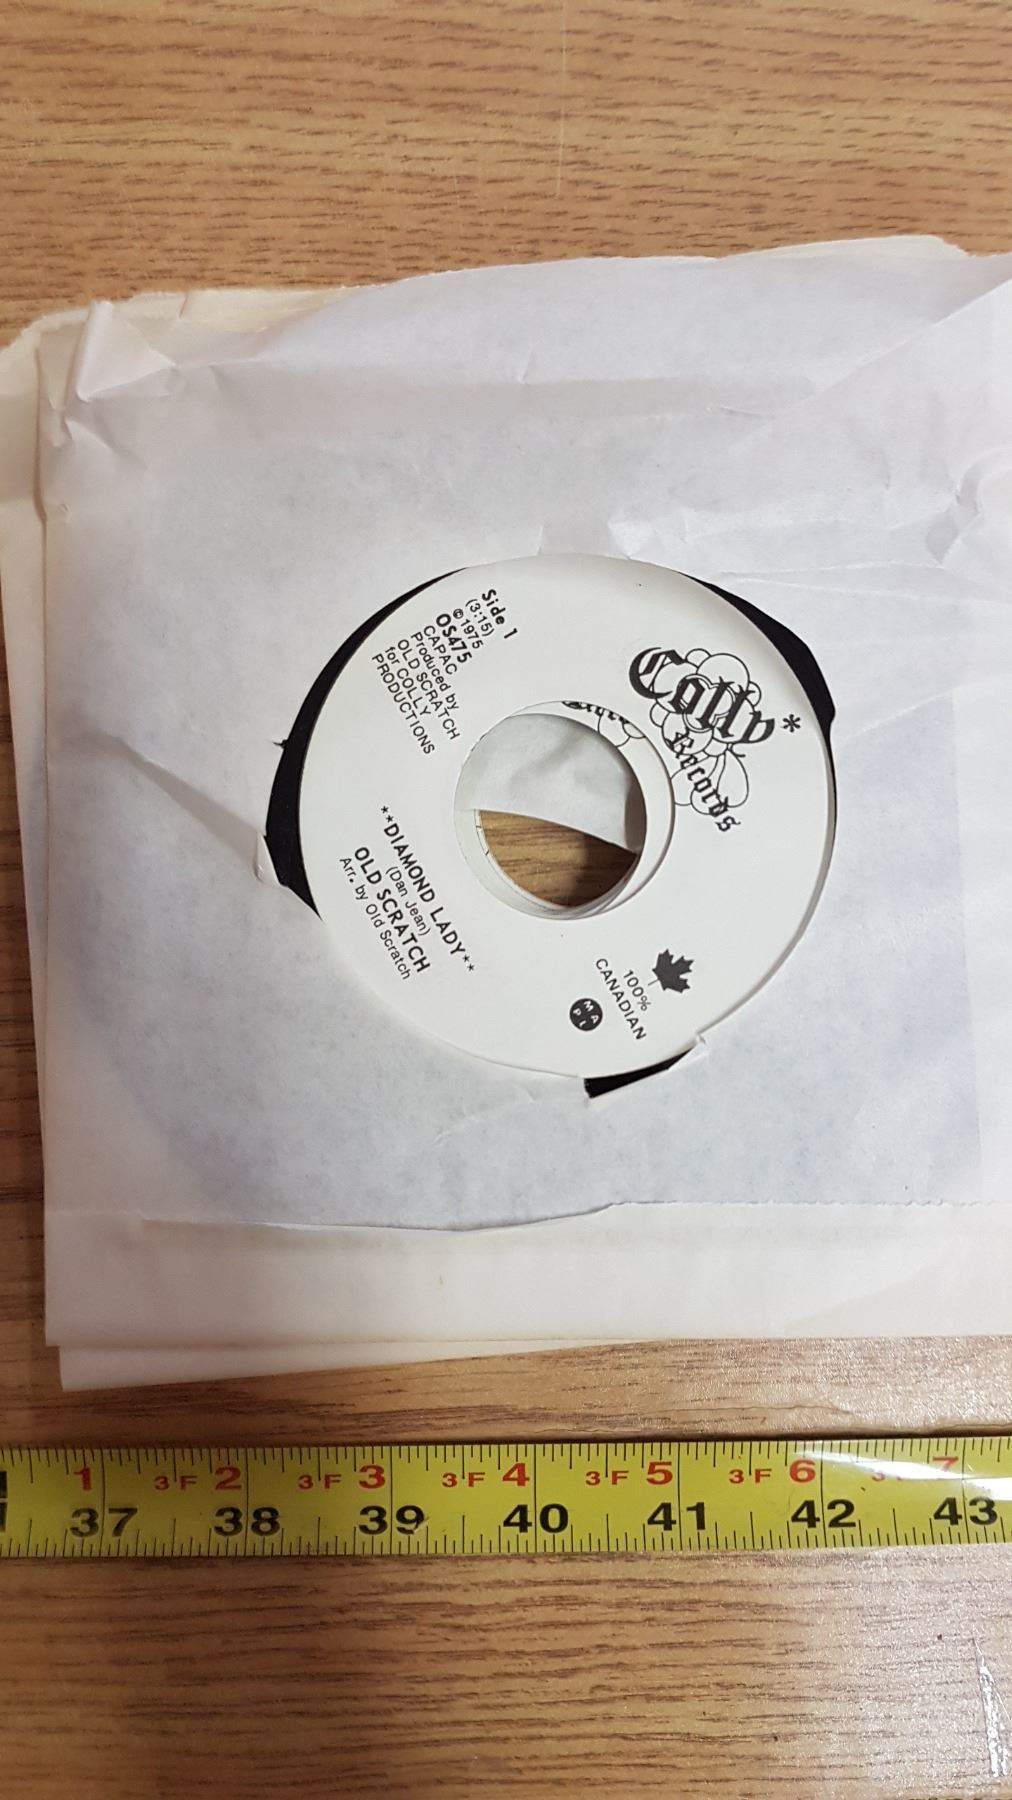 Colly*
Records
Side 1
(3:15)
℗ 1975
OS475
CAPAC
Produced by
OLD SCRATCH
for COLLY
PRODUCTIONS
100%
CANADIAN
M A
P L
**DIAMOND LADY**
(Dan Jean)
OLD SCRATCH
Arr. by Old Scratch
1 3F 2 3F 3 3F 4 3F 5 3F 6 7
37 38 39 40 41 42 43